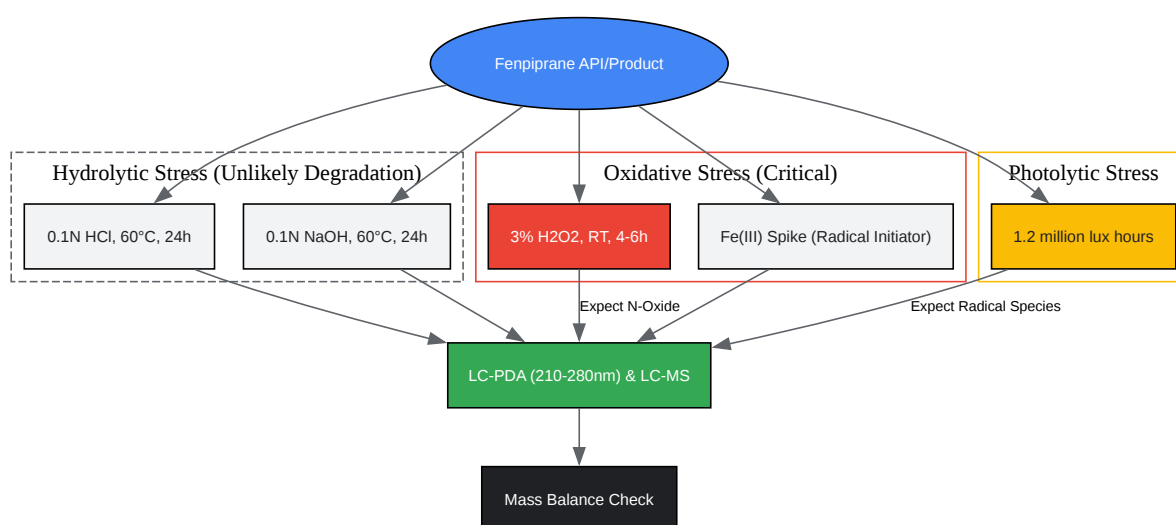 Fenpiprane API/Product
Hydrolytic Stress (Unlikely Degradation)
Oxidative Stress (Critical)
Photolytic Stress
0.1N HCl, 60°C, 24h
0.1N NaOH, 60°C, 24h
3% H2O2, RT, 4-6h
Fe(III) Spike (Radical Initiator)
1.2 million lux hours
Expect N-Oxide
Expect Radical Species
LC-PDA (210-280nm) & LC-MS
Mass Balance Check